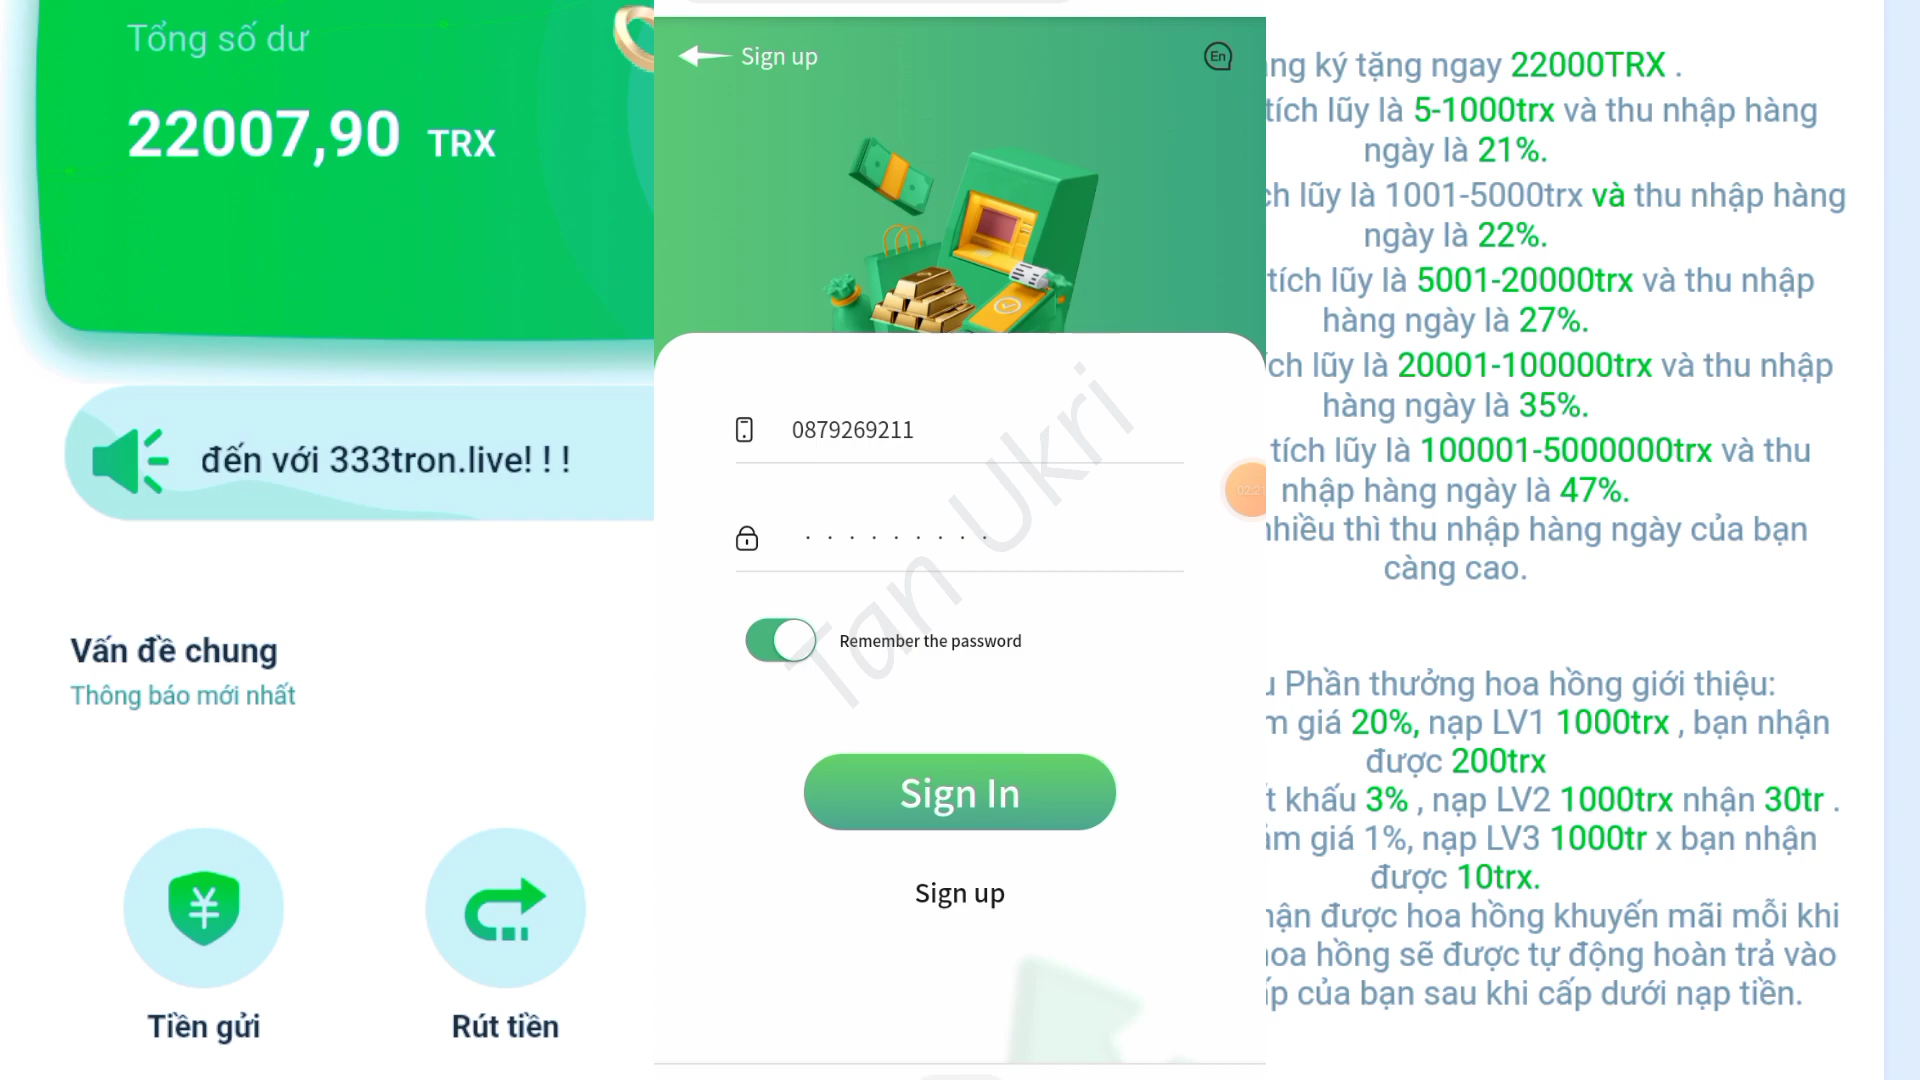 Tổng số dư
22007,90 TRX
đến với 333tron.live! ! !
Vấn đề chung
Thông báo mới nhất
Tiền gửi
Rút tiền
Sign up
En
0879269211
Remember the password
Tan Ukri
Sign In
Sign up
ký tặng ngay 22000TRX .
tích lũy là 5-1000trx và thu nhập hàng
ngày là 21%.
lũy là 1001-5000trx và thu nhập hàng
ngày là 22%.
tích lũy là 5001-20000trx và thu nhập
hàng ngày là 27%.
lũy là 20001-100000trx và thu nhập
hàng ngày là 35%.
tích lũy là 100001-5000000trx và thu
nhập hàng ngày là 47%.
nhiều thì thu nhập hàng ngày của bạn
càng cao.
Phần thưởng hoa hồng giới thiệu:
giá 20%, nạp LV1 1000trx , bạn nhận
được 200trx
khấu 3% , nạp LV2 1000trx nhận 30tr .
giá 1%, nạp LV3 1000tr x bạn nhận
được 10trx.
được hoa hồng khuyến mãi mỗi khi
hoa hồng sẽ được tự động hoàn trả vào
của bạn sau khi cấp dưới nạp tiền.